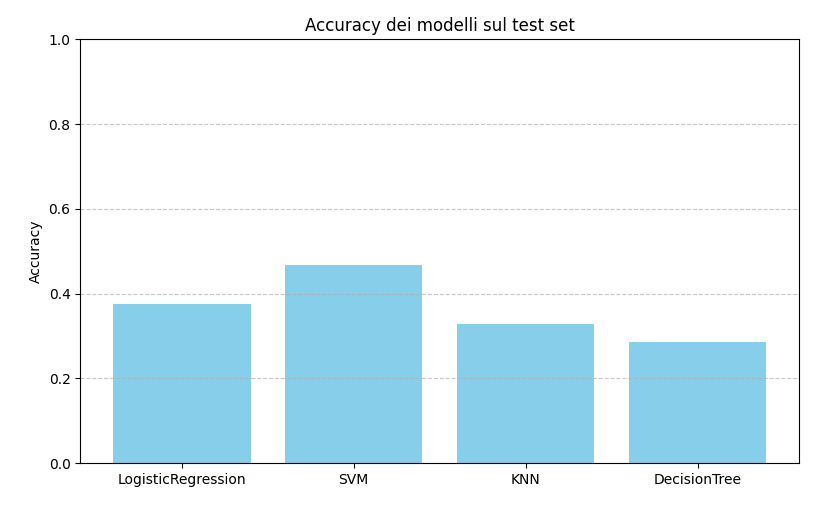 Accuracy dei modelli sul test set
1.0
0.8
0.6
0.4
0.2
0.0
Accuracy
LogisticRegression SVM KNN DecisionTree